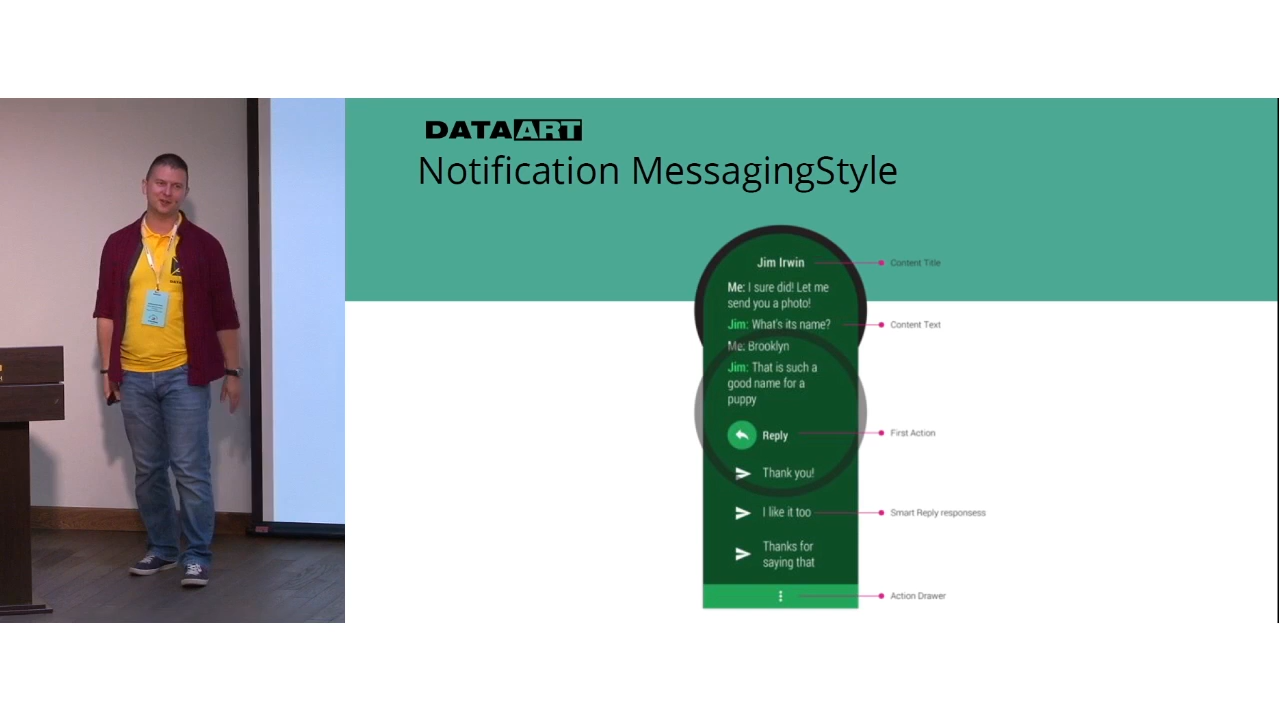 DATAART
Notification MessagingStyle
Jim Irwin
Content Title
Me: I sure did! Let me
send you a photo!
Jim: What's its name?
Content Text
Me: Brooklyn
Jim: That is such a
good name for a
puppy
Reply
First Action
Thank you!
I like it too
Smart Reply responsess
Thanks for
saying that
Action Drawer